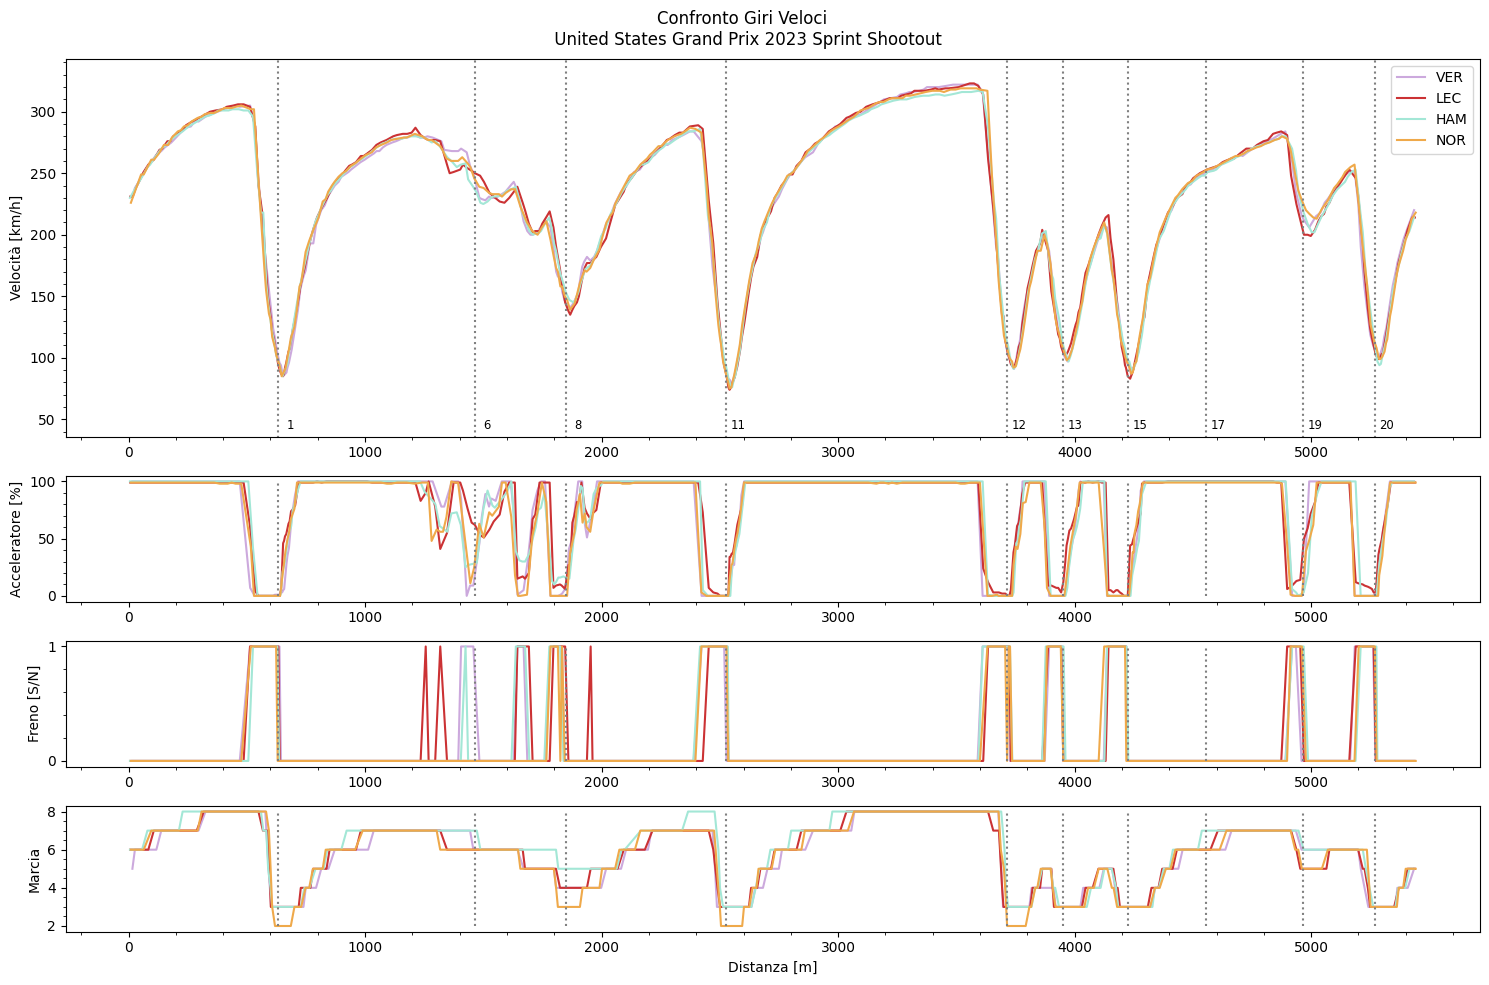 Confronto Giri Veloci
United States Grand Prix 2023 Sprint Shootout
Velocità [km/h]
300
250
200
150
100
50
VER
LEC
HAM
NOR
1
6
8
11
12
13
15
17
19
20
0 1000 2000 3000 4000 5000
Acceleratore [%]
100
50
0
0 1000 2000 3000 4000 5000
Freno [S/N]
1
0
0 1000 2000 3000 4000 5000
Marcia
8
6
4
2
0 1000 2000 3000 4000 5000
Distanza [m]